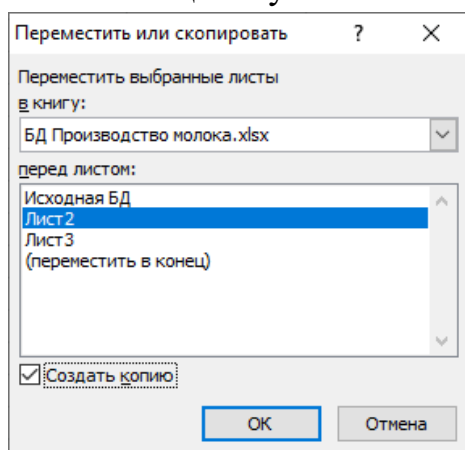 Переместить или скопировать ?
Переместить выбранные листы
в книгу:
БД Производство молока.xlsx
перед листом:
Исходная БД
Лист2
Лист3
(переместить в конец)
Создать копию
ОК Отмена